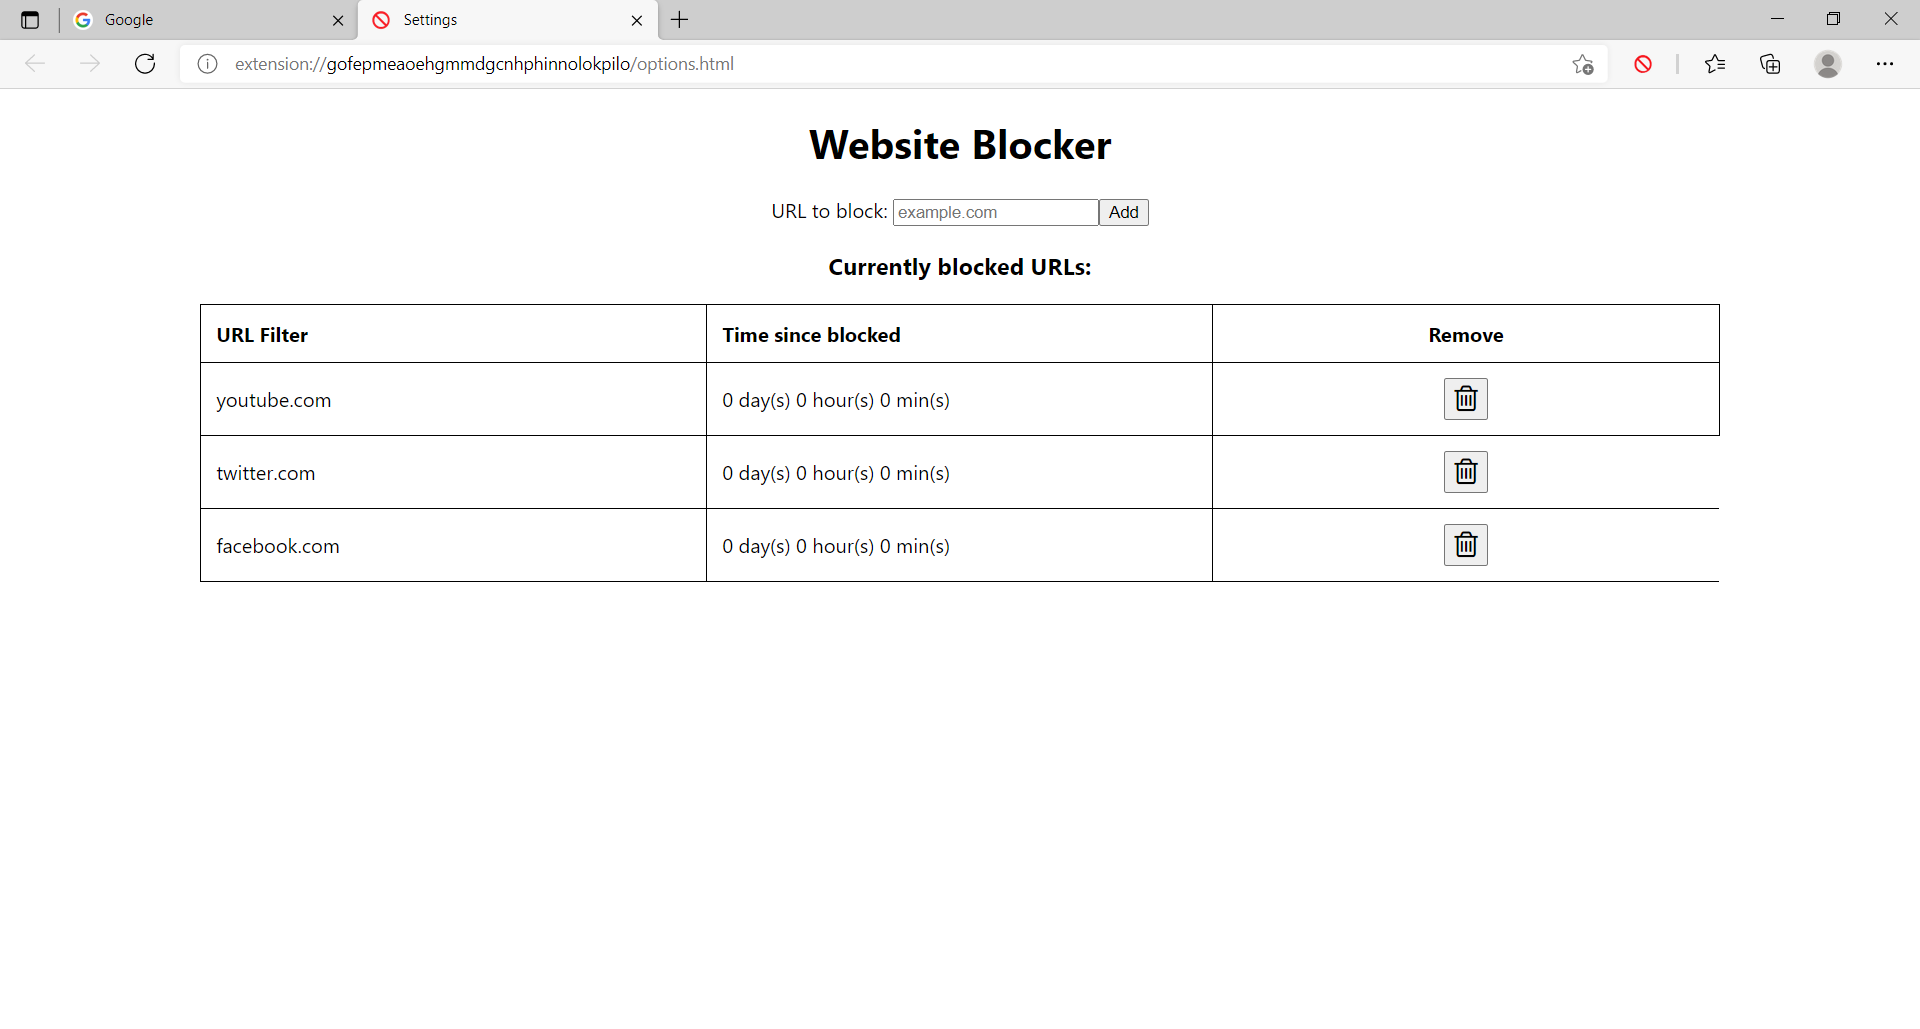 Google
Settings
extension://gofepmeaoehgmmdgcnhphinnolokpilo/options.html
Website Blocker
URL to block: example.com Add
Currently blocked URLs:
URL Filter Time since blocked Remove
youtube.com 0 day(s) 0 hour(s) 0 min(s)
twitter.com 0 day(s) 0 hour(s) 0 min(s)
facebook.com 0 day(s) 0 hour(s) 0 min(s)